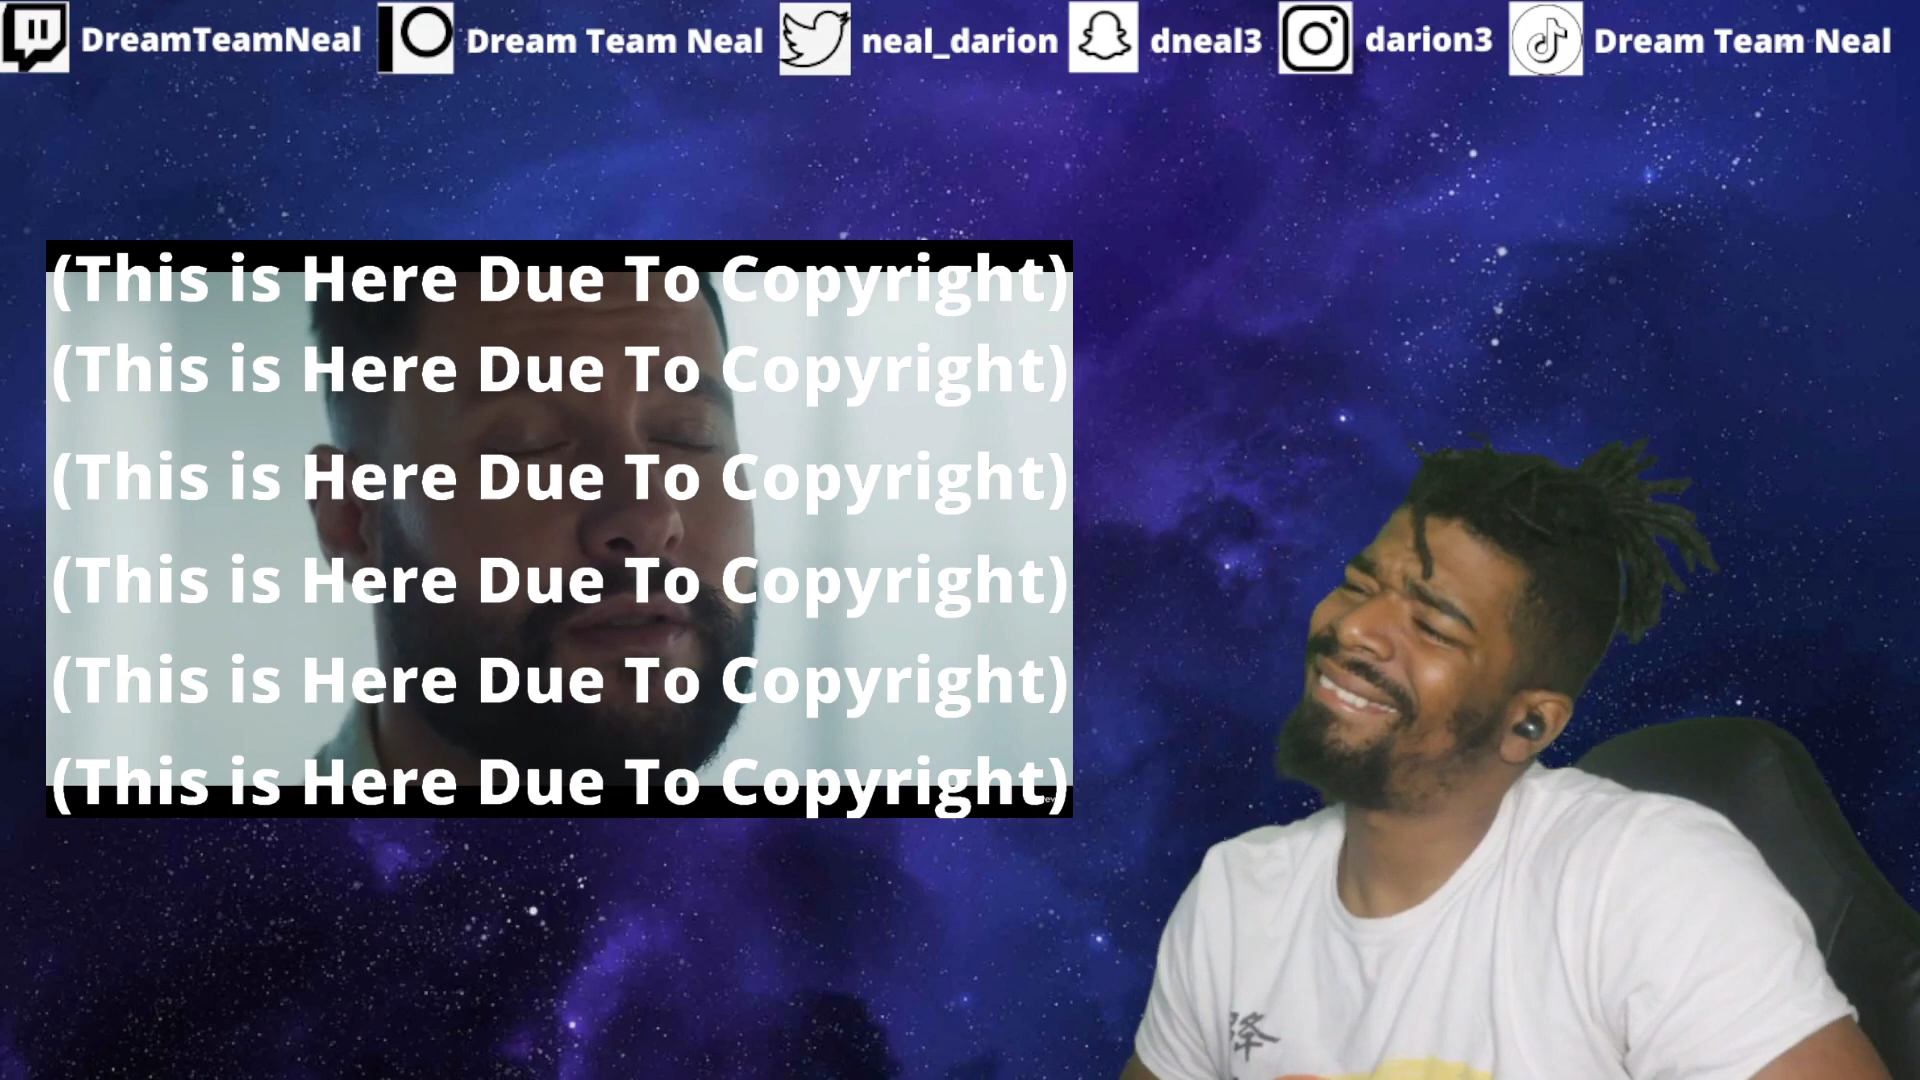 DreamTeamNeal Dream Team Neal neal_darion dneal3 darion3 Dream Team Neal
(This is Here Due To Copyright)
(This is Here Due To Copyright)
(This is Here Due To Copyright)
(This is Here Due To Copyright)
(This is Here Due To Copyright)
(This is Here Due To Copyright)
降